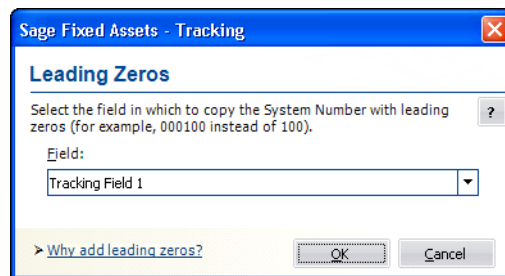 Sage Fixed Assets - Tracking
Leading Zeros
Select the field in which to copy the System Number with leading
zeros (for example, 000100 instead of 100).
?
Field:
Tracking Field 1
➤ Why add leading zeros?
OK
Cancel